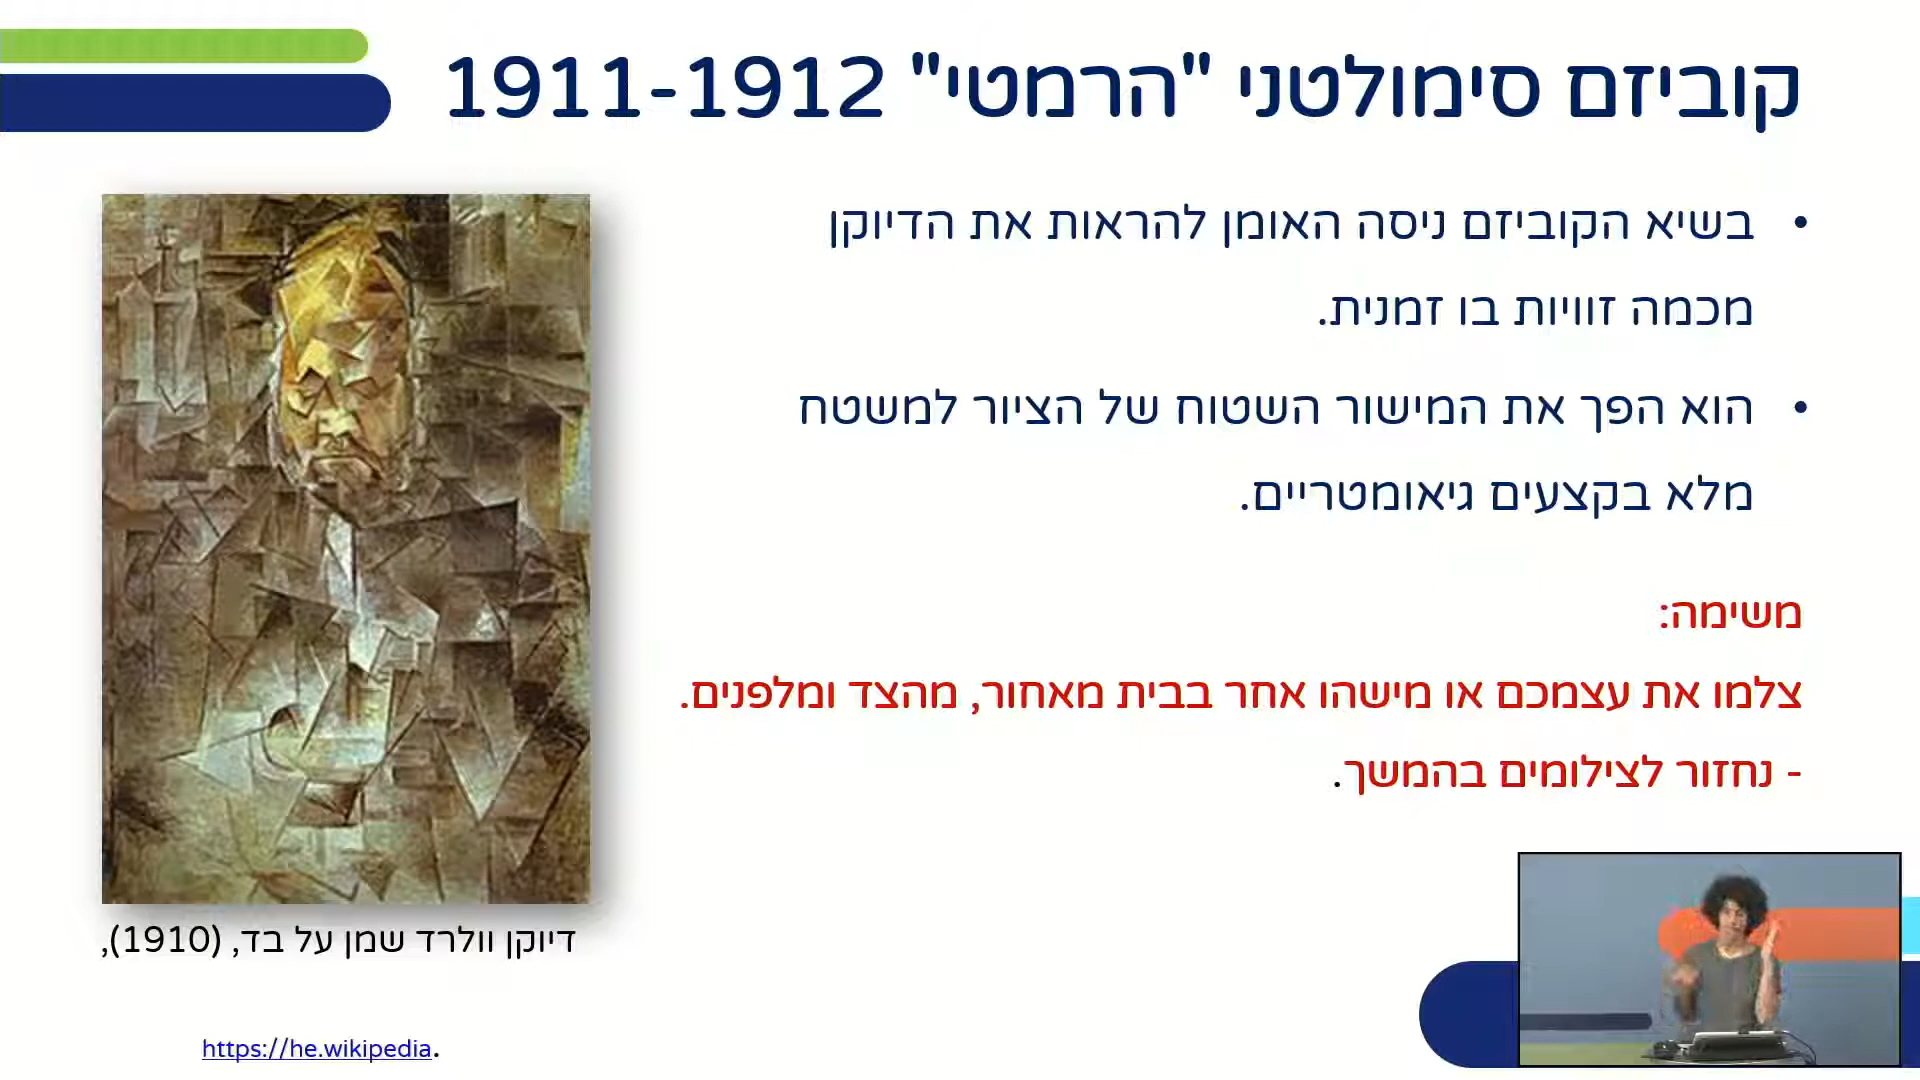 קוביזם סימולטני "הרמטי" 1911-1912
• בשיא הקוביזם ניסה האומן להראות את הדיוקן
מכמה זוויות בו זמנית.
• הוא הפך את המישור השטוח של הציור למשטח
מלא בקצעים גיאומטריים.
משימה:
צלמו את עצמכם או מישהו אחר בבית מאחור, מהצד ומלפנים.
- נחזור לצילומים בהמשך.
דיוקן וולרד שמן על בד, (1910),
https://he.wikipedia.